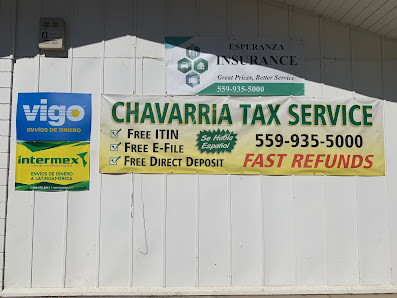 ESPERANZA
INSURANCE
Great Prices, Better Service
559-935-5000
vigo
ENVÍOS DE DINERO
intermex
ENVÍOS DE DINERO
A LATINOAMÉRICA
CHAVARRIA TAX SERVICE
FREE ITIN
FREE E-FILE
FREE DIRECT DEPOSIT
Se Habla
Español
559-935-5000
FAST REFUNDS